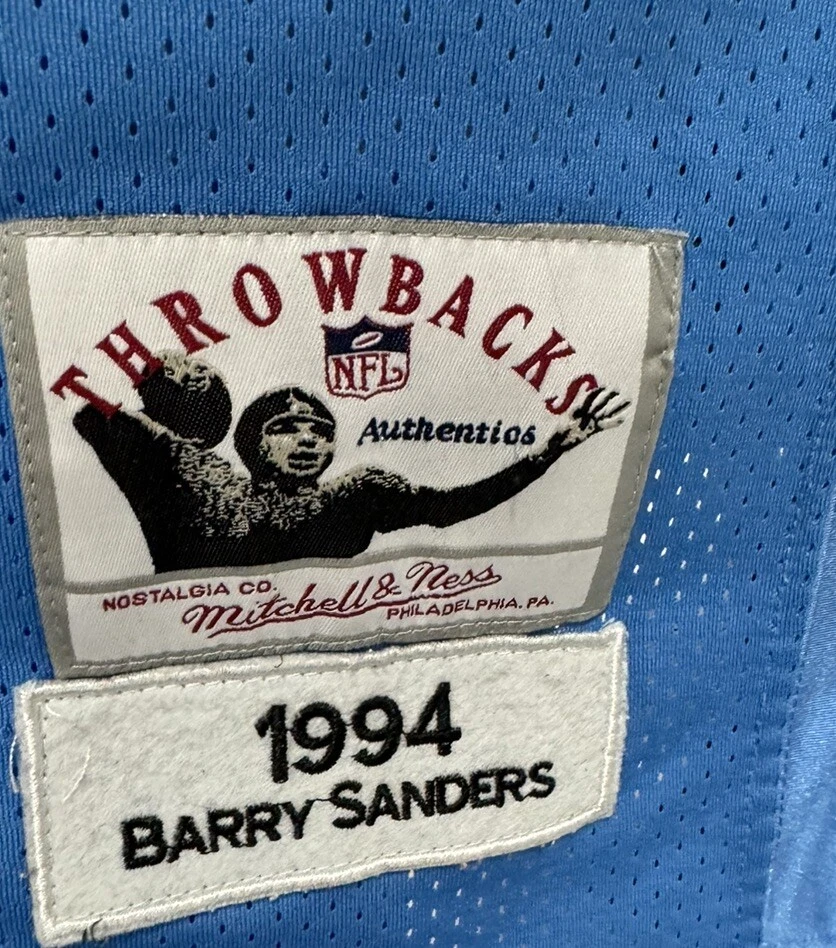 THROWBACKS
NFL
Authentics
NOSTALGIA CO.
Mitchell & Ness
PHILADELPHIA. PA.
1994
BARRY SANDERS